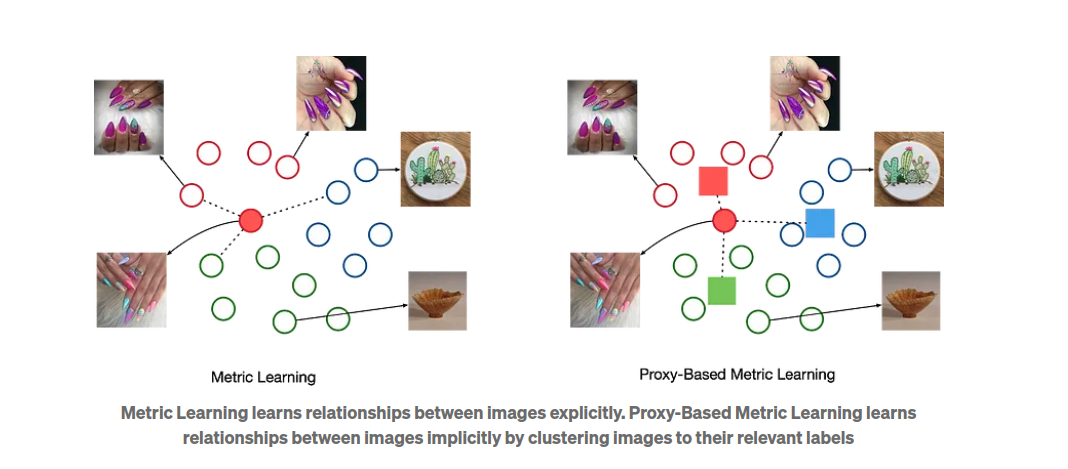 Metric Learning
Proxy-Based Metric Learning
Metric Learning learns relationships between images explicitly. Proxy-Based Metric Learning learns
relationships between images implicitly by clustering images to their relevant labels